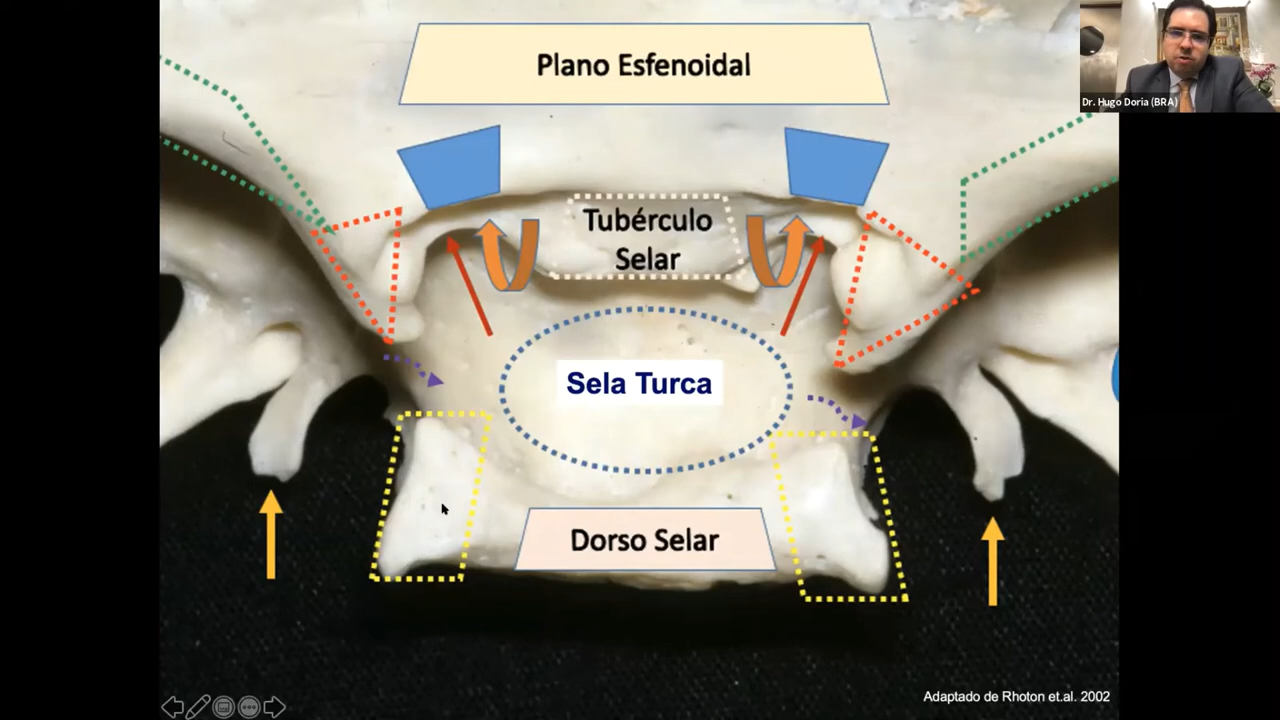 Plano Esfenoidal
Dr. Hugo Doria (BRA)
Tubérculo
Selar
Sela Turca
Dorso Selar
Adaptado de Rhoton et.al. 2002